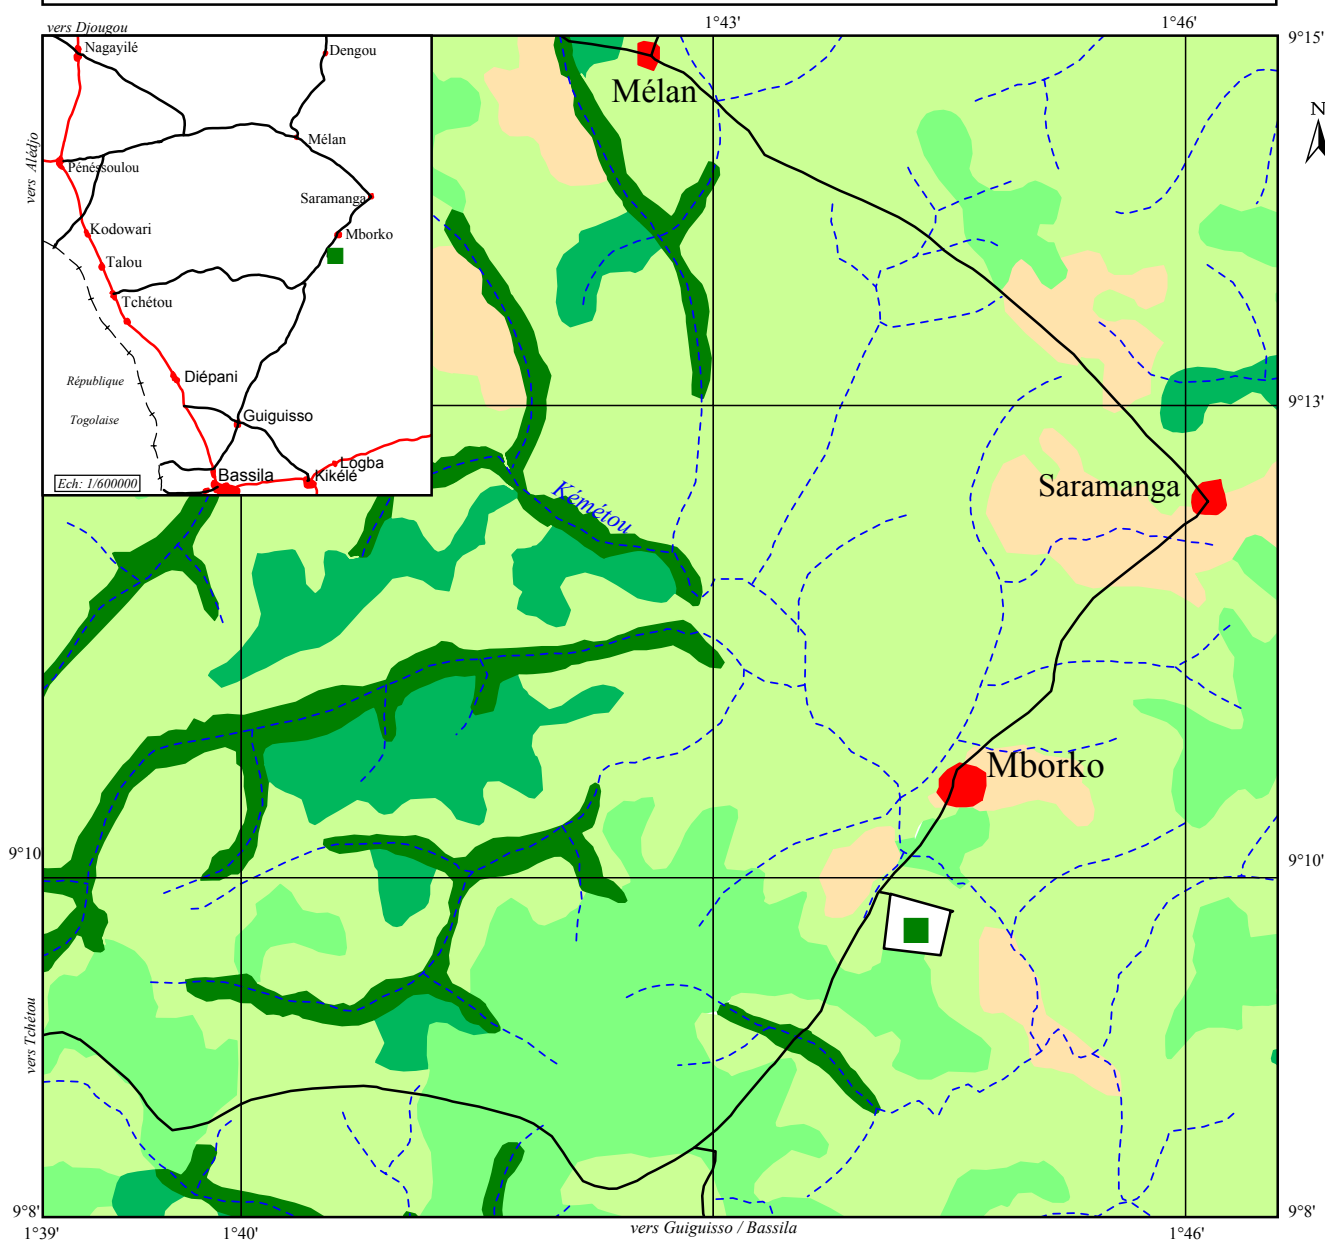 1°43'
1°46'
vers Djougou
9°15'
Nagayilé
Dengou
Mélan
N
vers Alédjo
Mélan
Pénéssoulou
Saramanga
Kodowari
Mborko
Talou
Tchétou
République
Diépani
Togolaise
9°13'
Guiguisso
Logba
Bassila
Kikélé
Ech: 1/600000
Kémétou
Saramanga
Mborko
9°10'
9°10'
vers Tchétou
9°8'
9°8'
1°39'
1°40'
vers Guiguisso / Bassila
1°46'